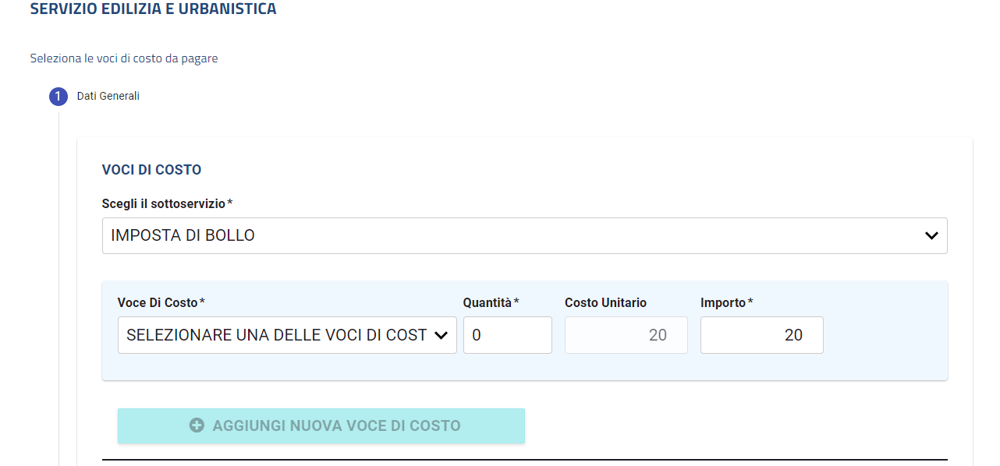 SERVIZIO EDILIZIA E URBANISTICA
Seleziona le voci di costo da pagare
1 Dati Generali
VOCI DI COSTO
Scegli il sottoservizio*
IMPOSTA DI BOLLO
Voce Di Costo* Quantità* Costo Unitario Importo*
SELEZIONARE UNA DELLE VOCI DI COST 0 20 20
AGGIUNGI NUOVA VOCE DI COSTO